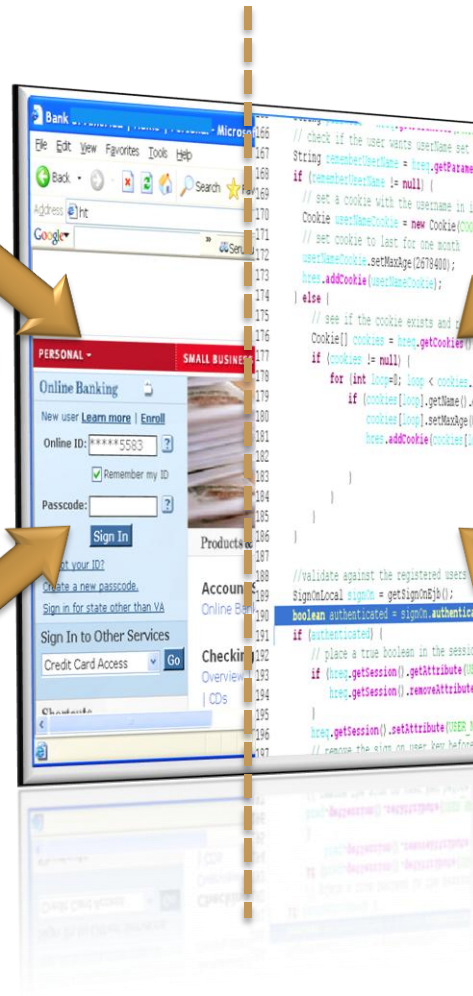 Bank
Microsof
File Edit View Favorites Tools Help
Back
Search
Address ht
Google
PERSONAL
SMALL BUSINESS
Online Banking
New user Learn more | Enroll
Online ID: *****5583
Remember my ID
Passcode:
Sign In
your ID?
Create a new passcode.
Sign in for state other than VA
Sign In to Other Services
Credit Card Access
Go
Products &
Accoun
Online Ban
Checking
Overview
| CDs
166 // check if the user wants userName set
167 String rememberUserName = hreq.getParame
if (rememberUserName != null) {
169 // set a cookie with the username in i
170 Cookie userNameCookie = new Cookie(COO
171 // set cookie to last for one month
172 userNameCookie.setMaxAge(2678400);
173 hres.addCookie(userNameCookie);
174 } else {
175 // see if the cookie exists and
176 Cookie[] cookies = hreq.getCookies()
177 if (cookies != null) {
178 for (int loop=0; loop < cookies.
179 if (cookies[loop].getName().
180 cookies[loop].setMaxAge(
181 hres.addCookie(cookies[
182
183 }
184 }
185 }
186 }
187
188 //validate against the registered users
189 SignOnLocal signOn = getSignOnEjb();
190 boolean authenticated = signOn.authentica
191 if (authenticated) {
192 // place a true boolean in the sessio
193 if (hreq.getSession().getAttribute(US
194 hreq.getSession().removeAttribute
195 }
196 hreq.getSession().setAttribute(USER_N
197 // remove the sign on user key before